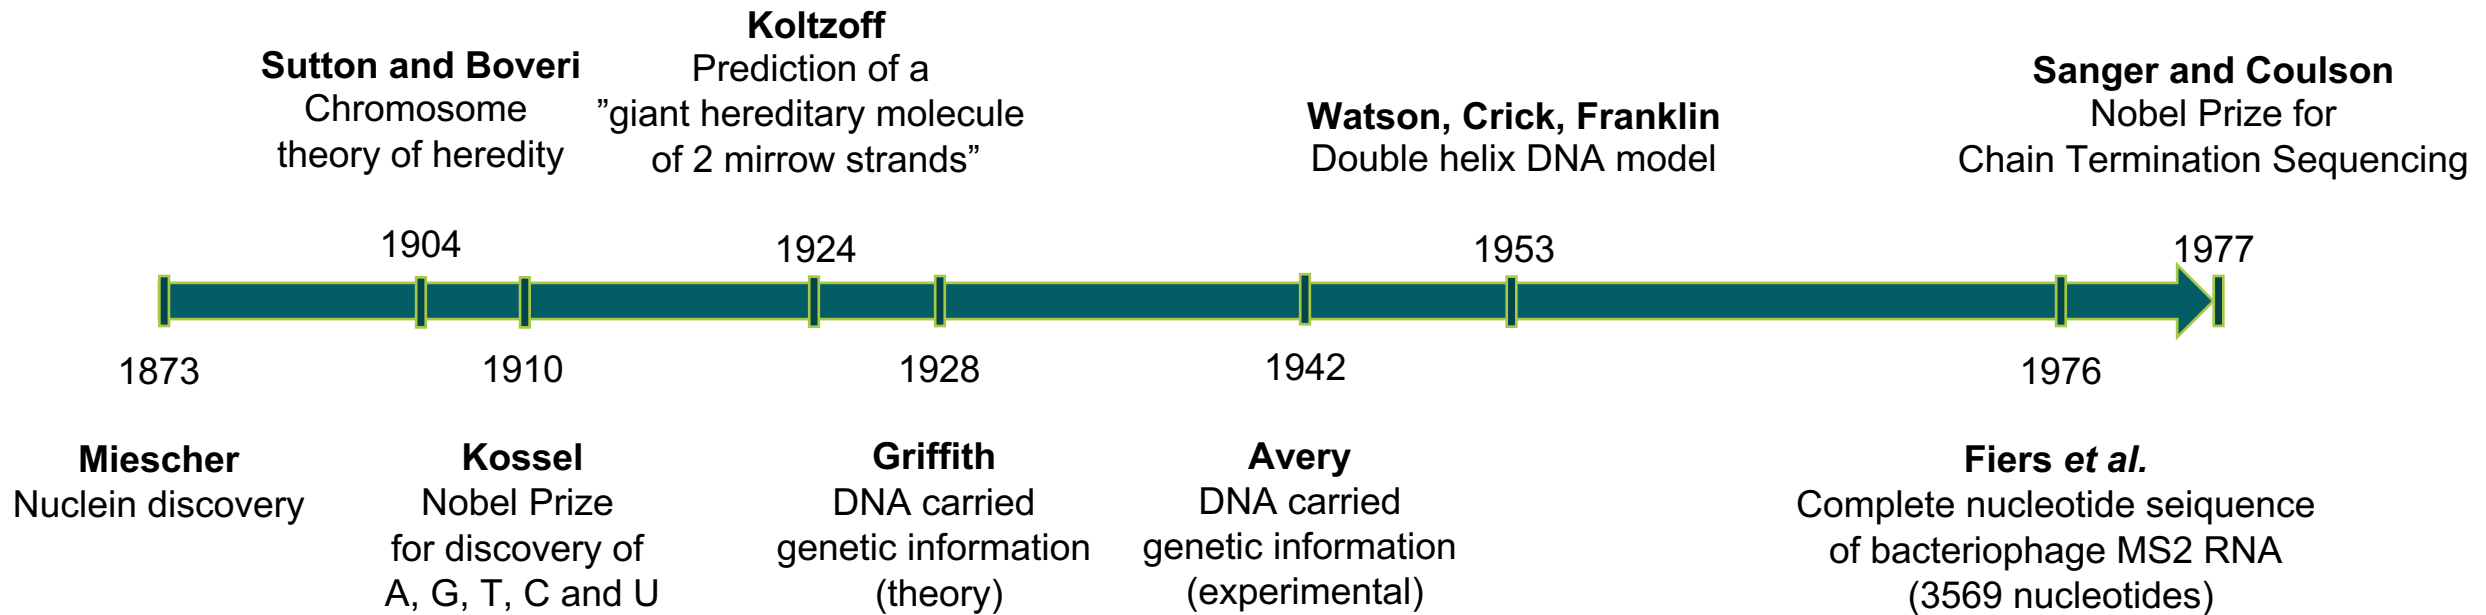 Koltzoff
Prediction of a
”giant hereditary molecule
of 2 mirrow strands”
Sutton and Boveri
Chromosome
theory of heredity
Watson, Crick, Franklin
Double helix DNA model
Sanger and Coulson
Nobel Prize for
Chain Termination Sequencing
1904
1924
1953
1977
1873
1910
1928
1942
1976
Miescher
Nuclein discovery
Kossel
Nobel Prize
for discovery of
A, G, T, C and U
Griffith
DNA carried
genetic information
(theory)
Avery
DNA carried
genetic information
(experimental)
Fiers et al.
Complete nucleotide seiquence
of bacteriophage MS2 RNA
(3569 nucleotides)